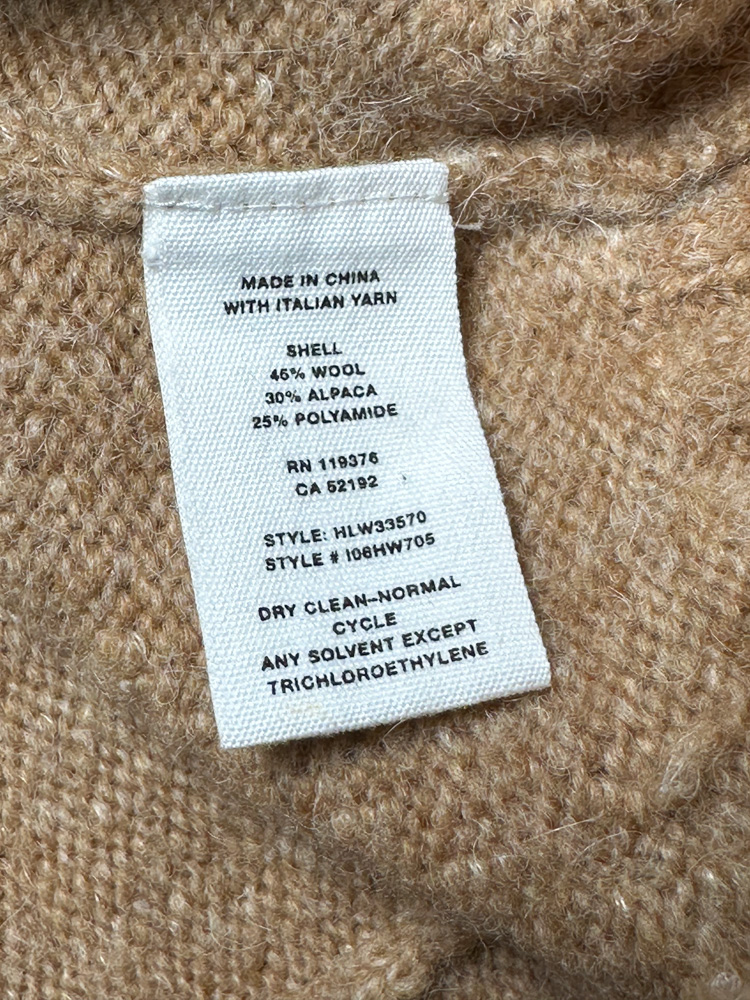 MADE IN CHINA
WITH ITALIAN YARN
SHELL
45% WOOL
30% ALPACA
25% POLYAMIDE
RN 119376
CA 52192
STYLE: HLW33570
STYLE # I06HW705
DRY CLEAN–NORMAL
CYCLE
ANY SOLVENT EXCEPT
TRICHLOROETHYLENE